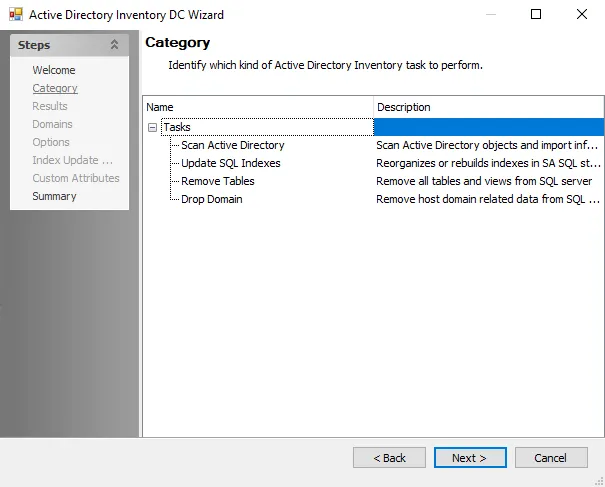 Active Directory Inventory DC Wizard
Steps
Welcome
Category
Results
Domains
Options
Index Update ...
Custom Attributes
Summary
Category
Identify which kind of Active Directory Inventory task to perform.
Name Description
Tasks
Scan Active Directory Scan Active Directory objects and import inf...
Update SQL Indexes Reorganizes or rebuilds indexes in SA SQL st...
Remove Tables Remove all tables and views from SQL server
Drop Domain Remove host domain related data from SQL ...
< Back Next > Cancel